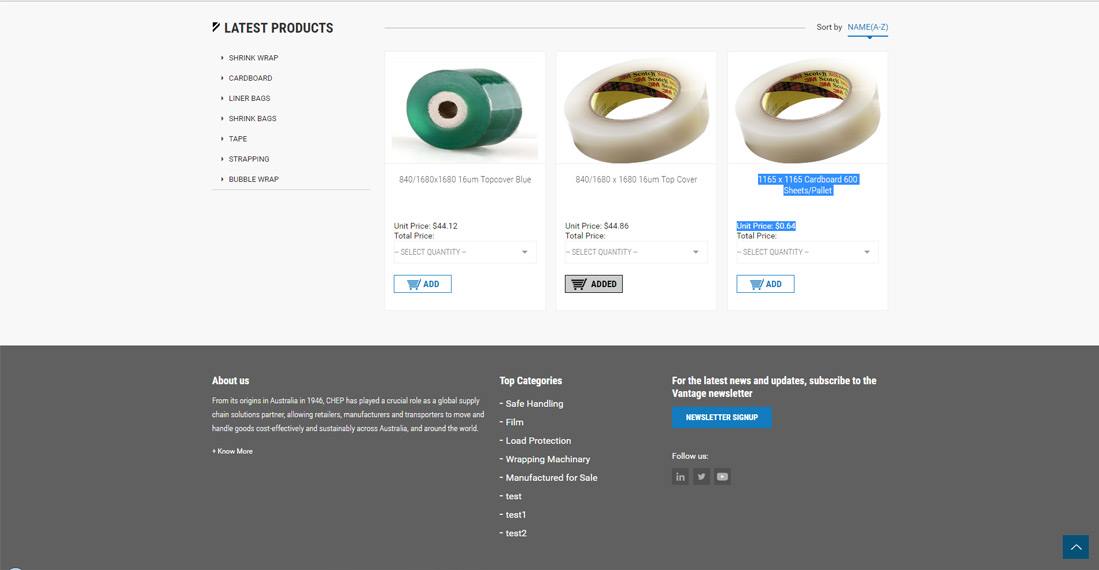 LATEST PRODUCTS
Sort by NAME(A-Z)
SHRINK WRAP
CARDBOARD
LINER BAGS
SHRINK BAGS
TAPE
STRAPPING
BUBBLE WRAP
840/1680x1680 16um Topcover Blue
Unit Price: $44.12
Total Price:
-- SELECT QUANTITY --
ADD
Scotch
3M
840/1680 x 1680 16um Top Cover
Unit Price: $44.86
Total Price:
-- SELECT QUANTITY --
ADDED
Scotch
3M
1165 x 1165 Cardboard 600
Sheets/Pallet
Unit Price: $0.64
Total Price:
-- SELECT QUANTITY --
ADD
About us
From its origins in Australia in 1946, CHEP has played a crucial role as a global supply
chain solutions partner, allowing retailers, manufacturers and transporters to move and
handle goods cost-effectively and sustainably across Australia, and around the world.
+ Know More
Top Categories
- Safe Handling
- Film
- Load Protection
- Wrapping Machinary
- Manufactured for Sale
- test
- test1
- test2
For the latest news and updates, subscribe to the
Vantage newsletter
NEWSLETTER SIGNUP
Follow us:
in